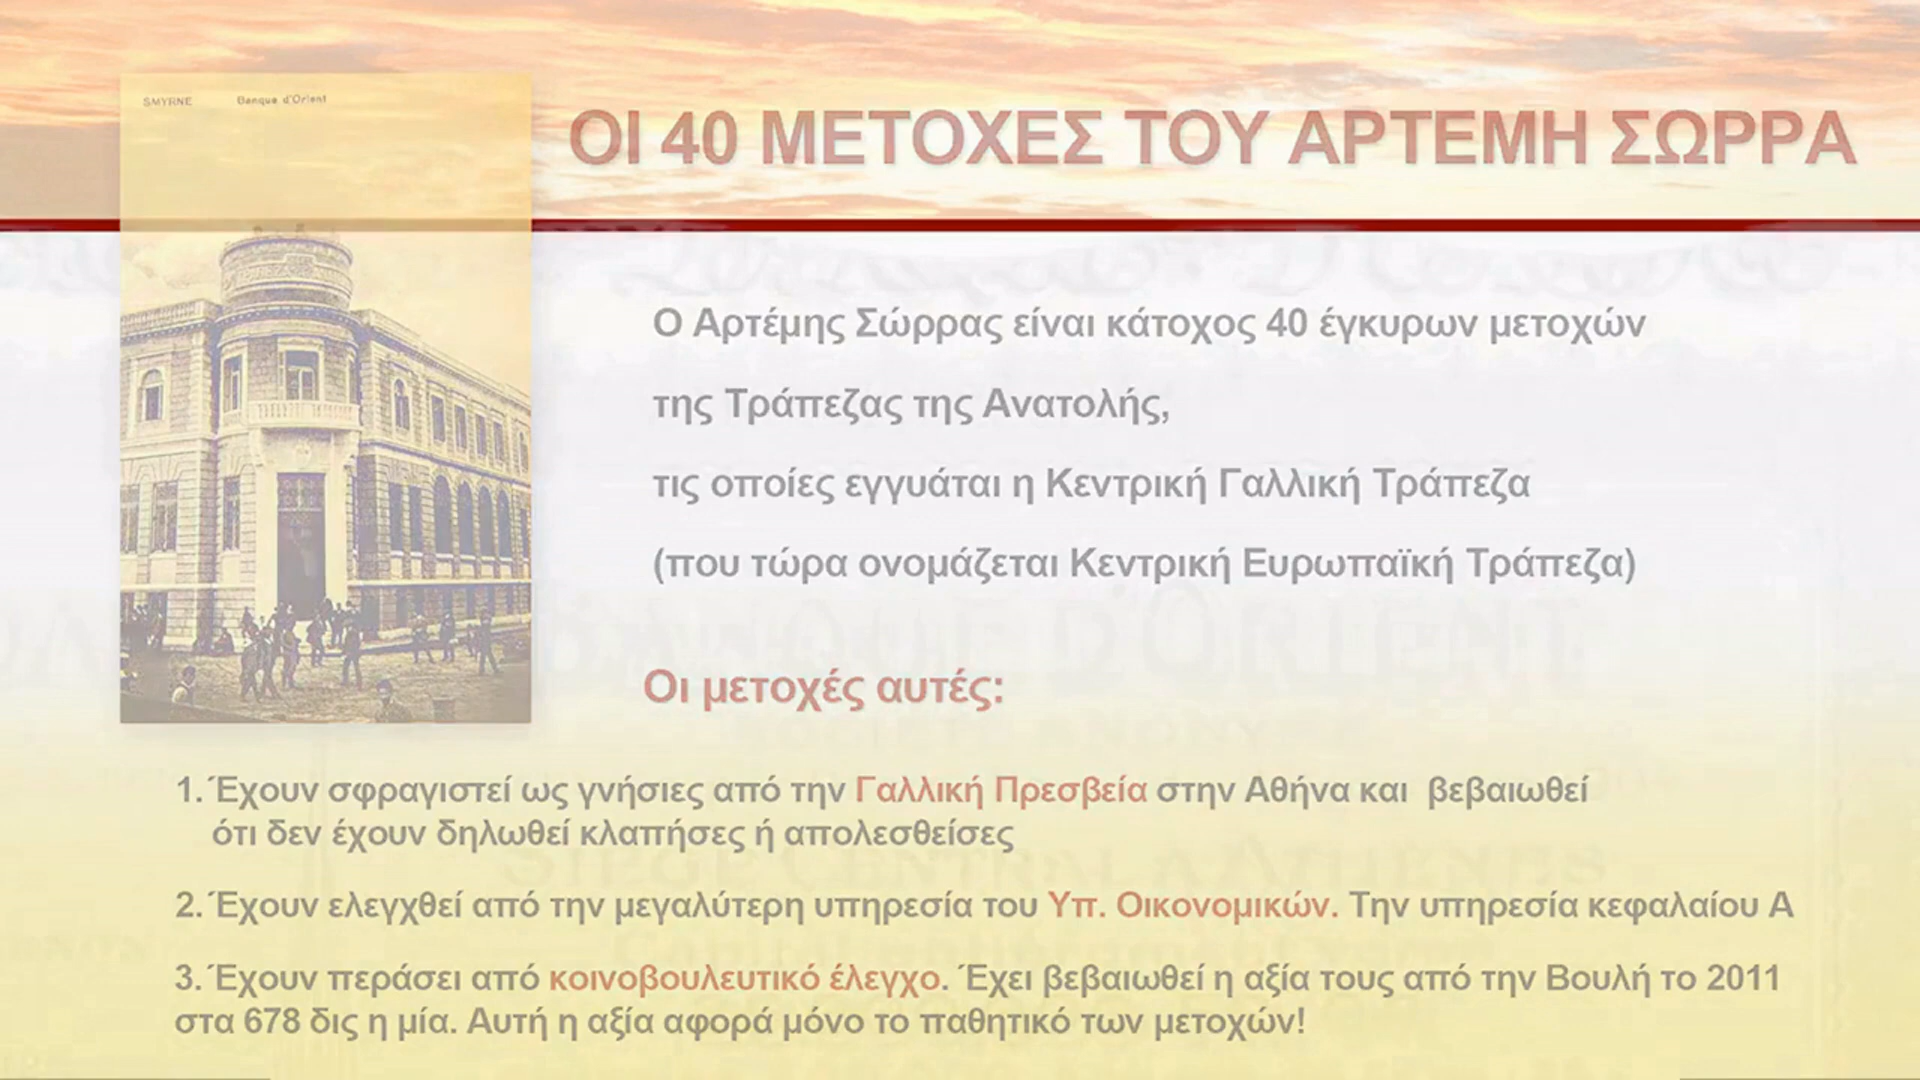 SMYRNE Banque d'Orient
ΟΙ 40 ΜΕΤΟΧΕΣ ΤΟΥ ΑΡΤΕΜΗ ΣΩΡΡΑ
Ο Αρτέμης Σώρρας είναι κάτοχος 40 έγκυρων μετοχών
της Τράπεζας της Ανατολής,
τις οποίες εγγυάται η Κεντρική Γαλλική Τράπεζα
(που τώρα ονομάζεται Κεντρική Ευρωπαϊκή Τράπεζα)
Οι μετοχές αυτές:
1. Έχουν σφραγιστεί ως γνήσιες από την Γαλλική Πρεσβεία στην Αθήνα και βεβαιωθεί
ότι δεν έχουν δηλωθεί κλαπήσες ή απολεσθείσες
2. Έχουν ελεγχθεί από την μεγαλύτερη υπηρεσία του Υπ. Οικονομικών. Την υπηρεσία κεφαλαίου Α
3. Έχουν περάσει από κοινοβουλευτικό έλεγχο. Έχει βεβαιωθεί η αξία τους από την Βουλή το 2011
στα 678 δις η μία. Αυτή η αξία αφορά μόνο το παθητικό των μετοχών!